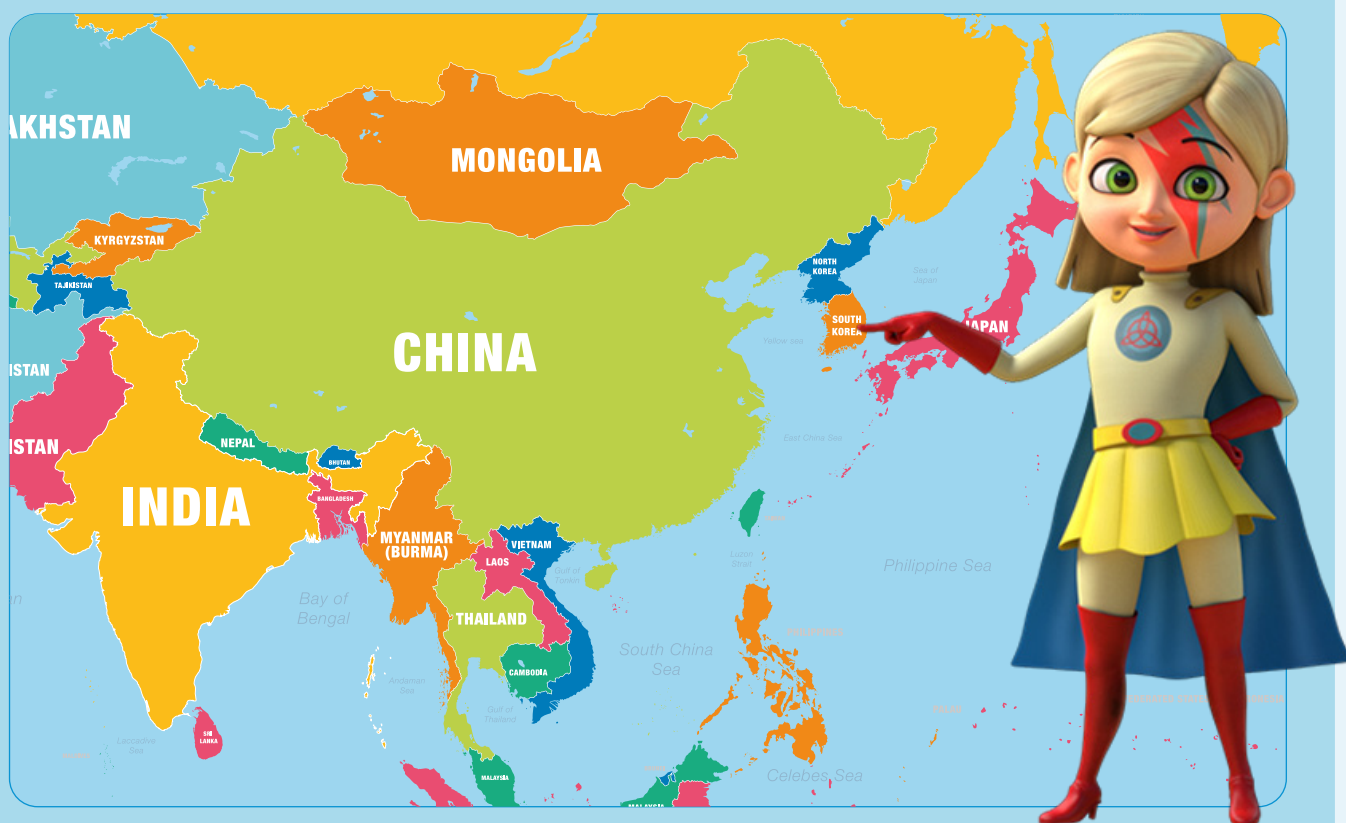 AKHSTAN
MONGOLIA
KYRGYZSTAN
TAJIKISTAN
NORTH
KOREA
Sea of
Japan
SOUTH
KOREA
JAPAN
Yellow sea
CHINA
ISTAN
ISTAN
NEPAL
BHUTAN
East China Sea
INDIA
BANGLADESH
MYANMAR
(BURMA)
VIETNAM
LAOS
Gulf of
Tonkin
Luzon
Strait
Philippine Sea
Bay of
Bengal
THAILAND
South China
Sea
CAMBODIA
Andaman
Sea
Gulf of
Thailand
SRI
LANKA
Laccadive
Sea
MALAYSIA
Celebes Sea
MALAYSIA